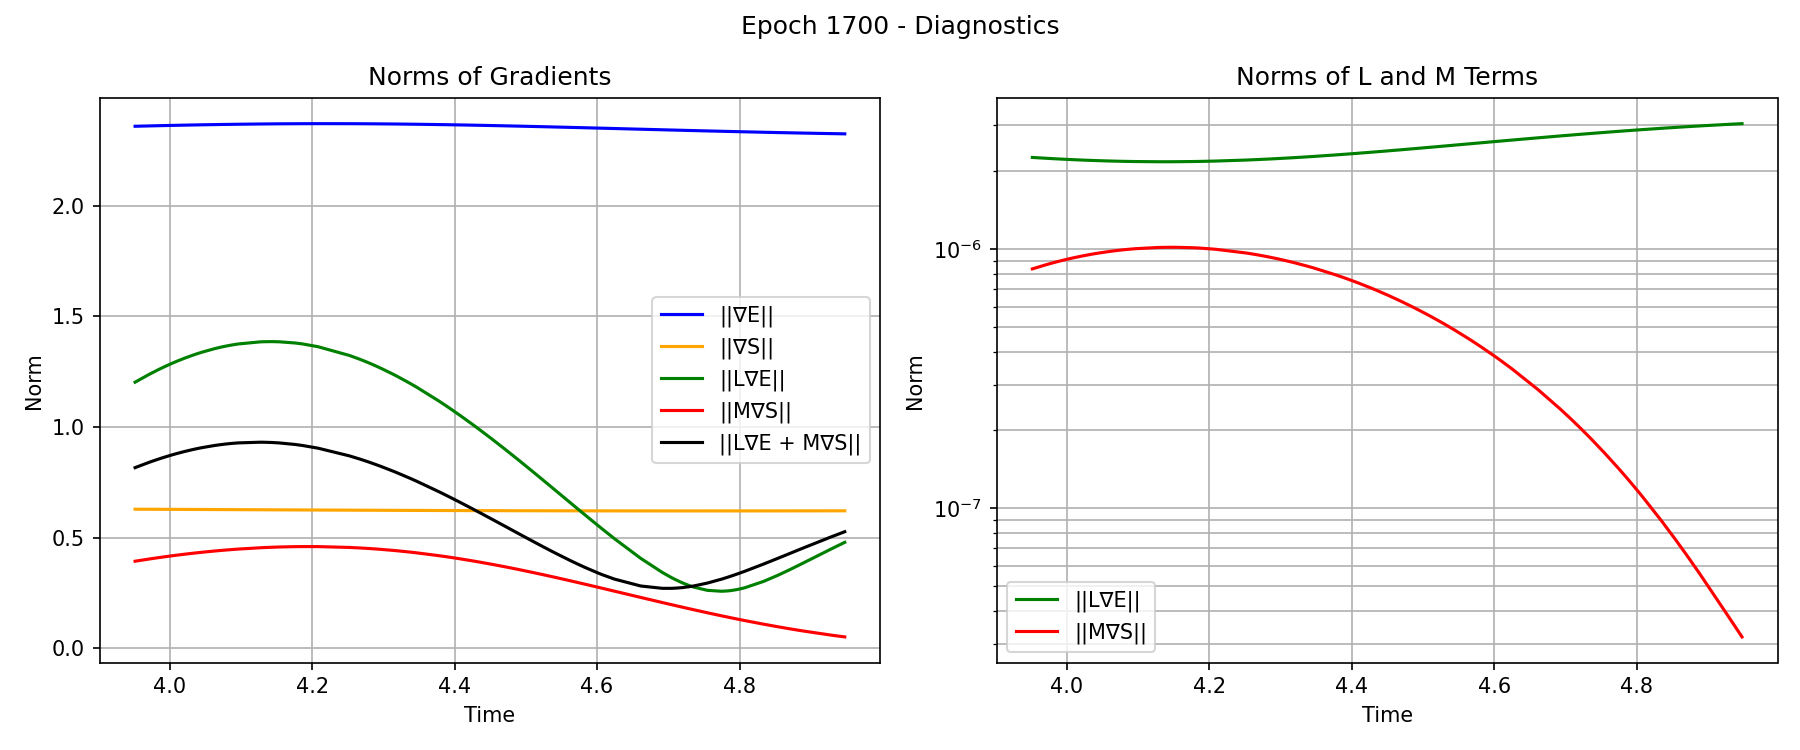 Epoch 1700 - Diagnostics
Norms of Gradients
Norm
2.0
1.5
1.0
0.5
0.0
4.0 4.2 4.4 4.6 4.8
Time
||∇E||
||∇S||
||L∇E||
||M∇S||
||L∇E + M∇S||
Norms of L and M Terms
Norm
10⁻⁶
10⁻⁷
4.0 4.2 4.4 4.6 4.8
Time
||L∇E||
||M∇S||